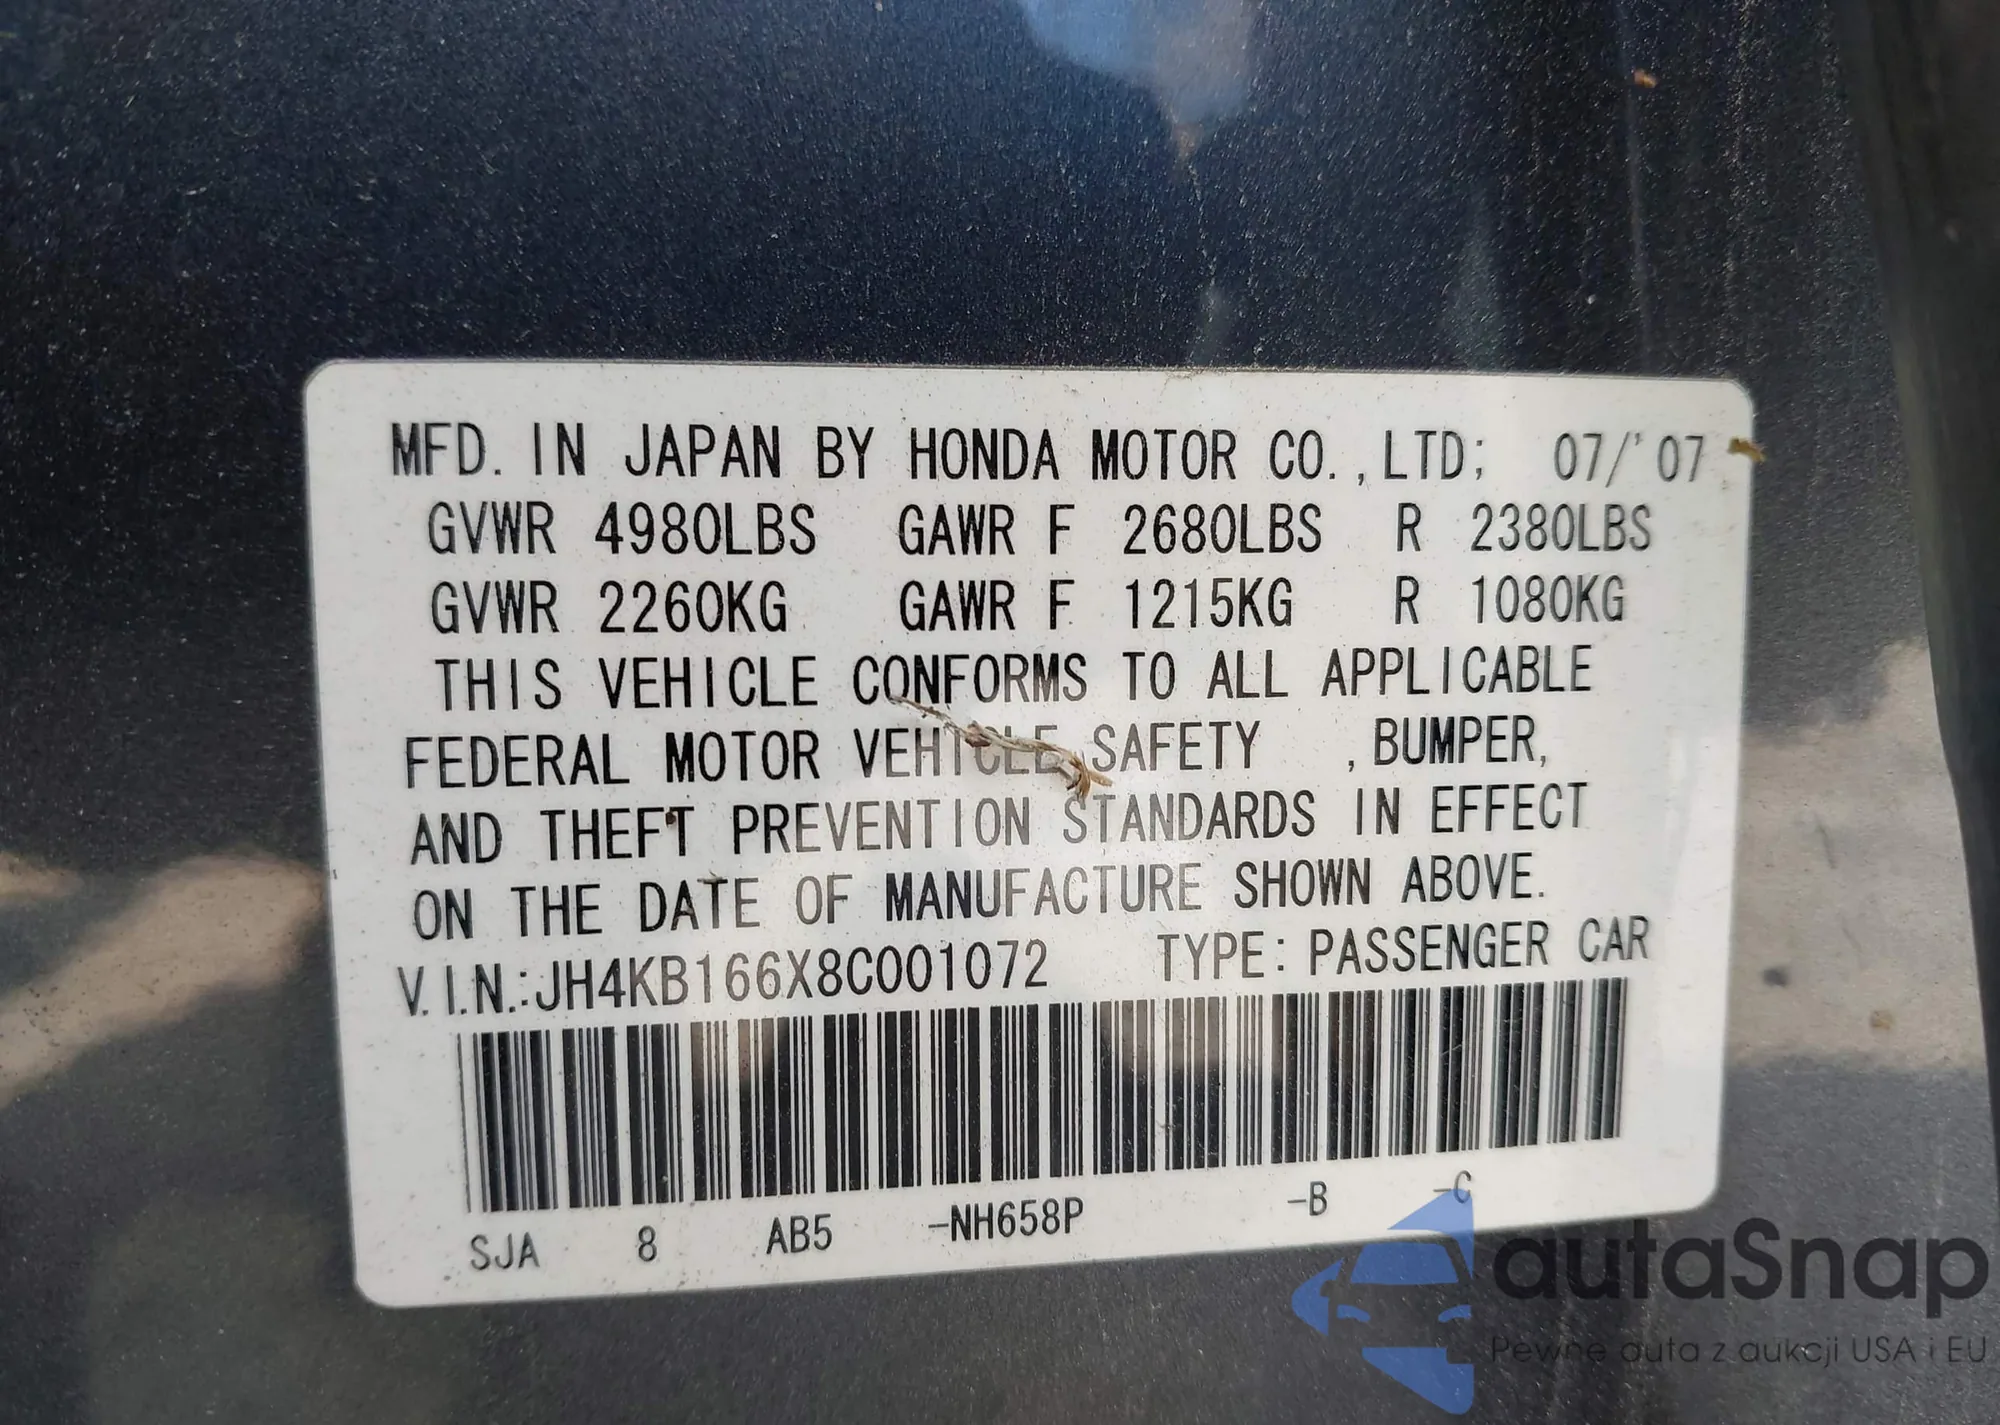 MFD. IN JAPAN BY HONDA MOTOR CO.,LTD; 07/'07
GVWR 4980LBS GAWR F 2680LBS R 2380LBS
GVWR 2260KG GAWR F 1215KG R 1080KG
THIS VEHICLE CONFORMS TO ALL APPLICABLE
FEDERAL MOTOR VEHICLE SAFETY ,BUMPER,
AND THEFT PREVENTION STANDARDS IN EFFECT
ON THE DATE OF MANUFACTURE SHOWN ABOVE.
V.I.N.:JH4KB166X8C001072 TYPE: PASSENGER CAR
SJA 8 AB5 -NH658P -B -C
autaSnap
Pewne auta z aukcji USA i EU